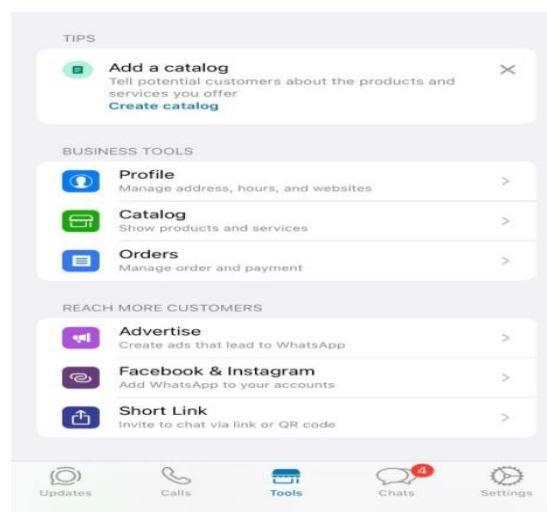 TIPS
Add a catalog
Tell potential customers about the products and
services you offer
Create catalog
BUSINESS TOOLS
Profile
Manage address, hours, and websites
Catalog
Show products and services
Orders
Manage order and payment
REACH MORE CUSTOMERS
Advertise
Create ads that lead to WhatsApp
Facebook & Instagram
Add WhatsApp to your accounts
Short Link
Invite to chat via link or QR code
4
Updates Calls Tools Chats Settings